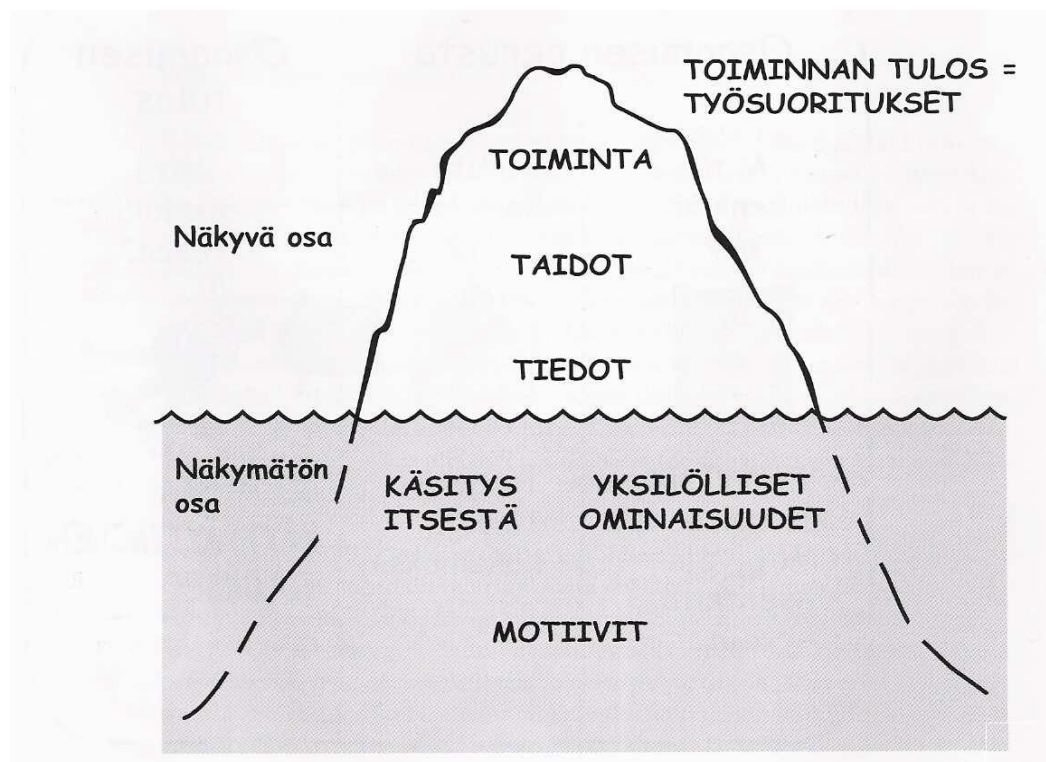 TOIMINNAN TULOS =
TYÖSUORITUKSET
TOIMINTA
Näkyvä osa
TAIDOT
TIEDOT
Näkymätön
osa
KÄSITYS
ITSESTÄ
YKSILÖLLISET
OMINAISUUDET
MOTIIVIT